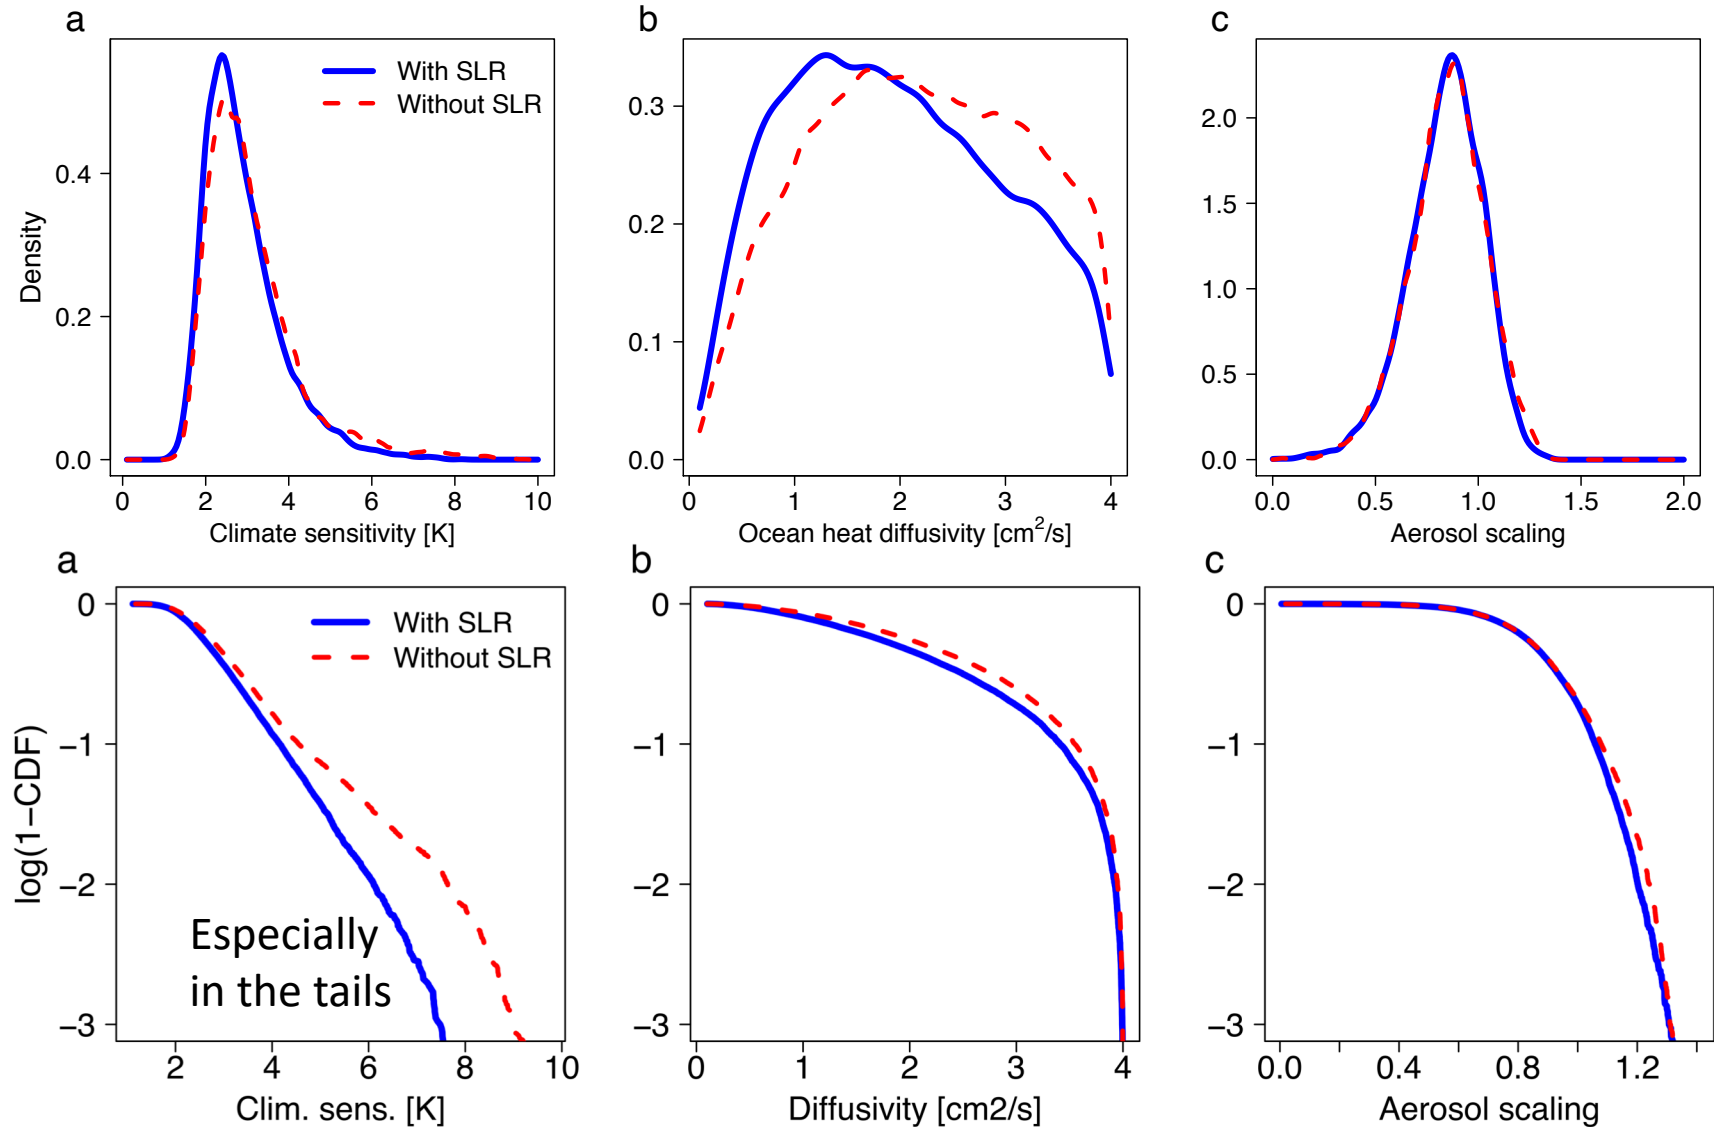 a
b
c
With SLR
Without SLR
Density
0.4
0.2
0.0
0
2
4
6
8
10
Climate sensitivity [K]
0.3
0.2
0.1
0.0
0
1
2
3
4
Ocean heat diffusivity [cm²/s]
2.0
1.5
1.0
0.5
0.0
0.0
0.5
1.0
1.5
2.0
Aerosol scaling
a
b
c
With SLR
Without SLR
log(1−CDF)
0
−1
−2
−3
Especially
in the tails
2
4
6
8
10
Clim. sens. [K]
0
−1
−2
−3
0
1
2
3
4
Diffusivity [cm2/s]
0
−1
−2
−3
0.0
0.4
0.8
1.2
Aerosol scaling